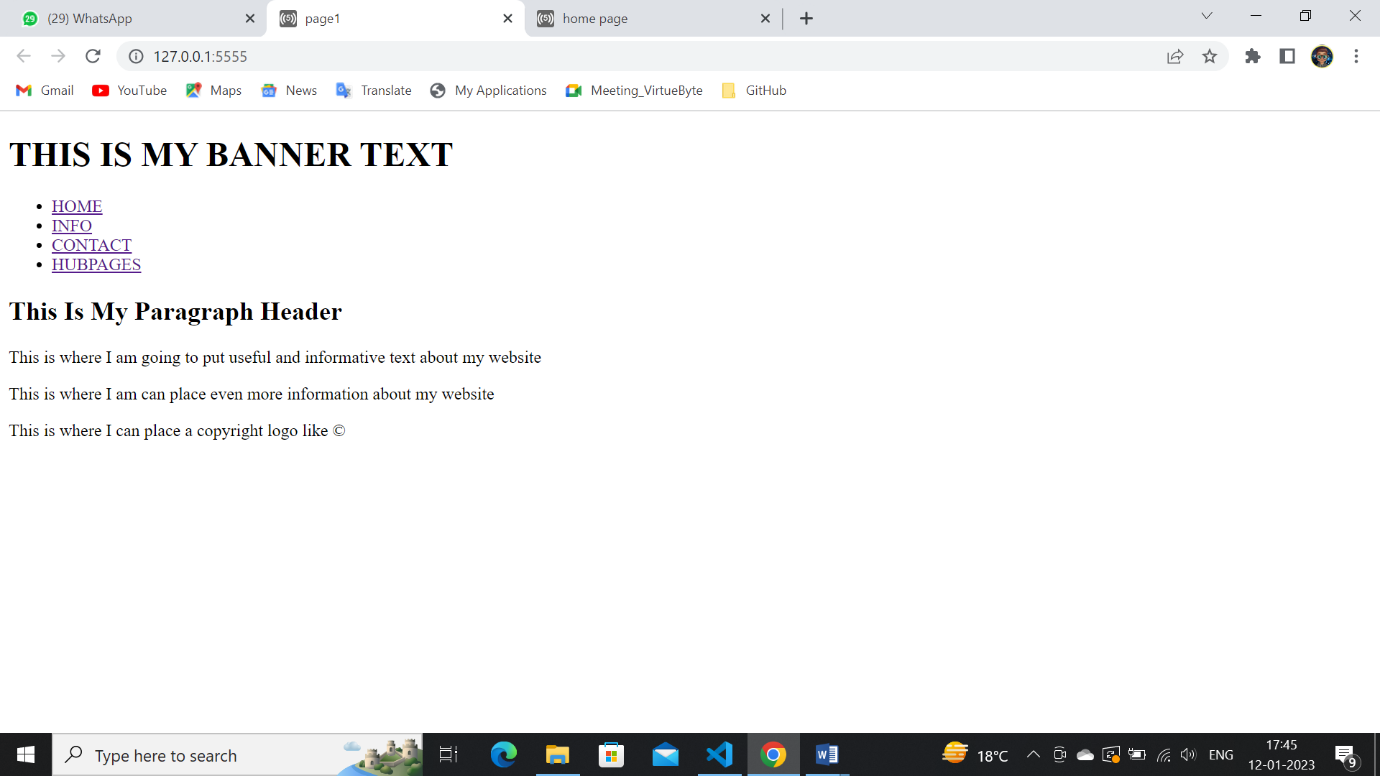 (29) WhatsApp
page1
home page
127.0.0.1:5555
Gmail YouTube Maps News Translate My Applications Meeting_VirtueByte GitHub
THIS IS MY BANNER TEXT
HOME
INFO
CONTACT
HUBPAGES
This Is My Paragraph Header
This is where I am going to put useful and informative text about my website
This is where I am can place even more information about my website
This is where I can place a copyright logo like ©
Type here to search
18°C
ENG
17:45
12-01-2023
9